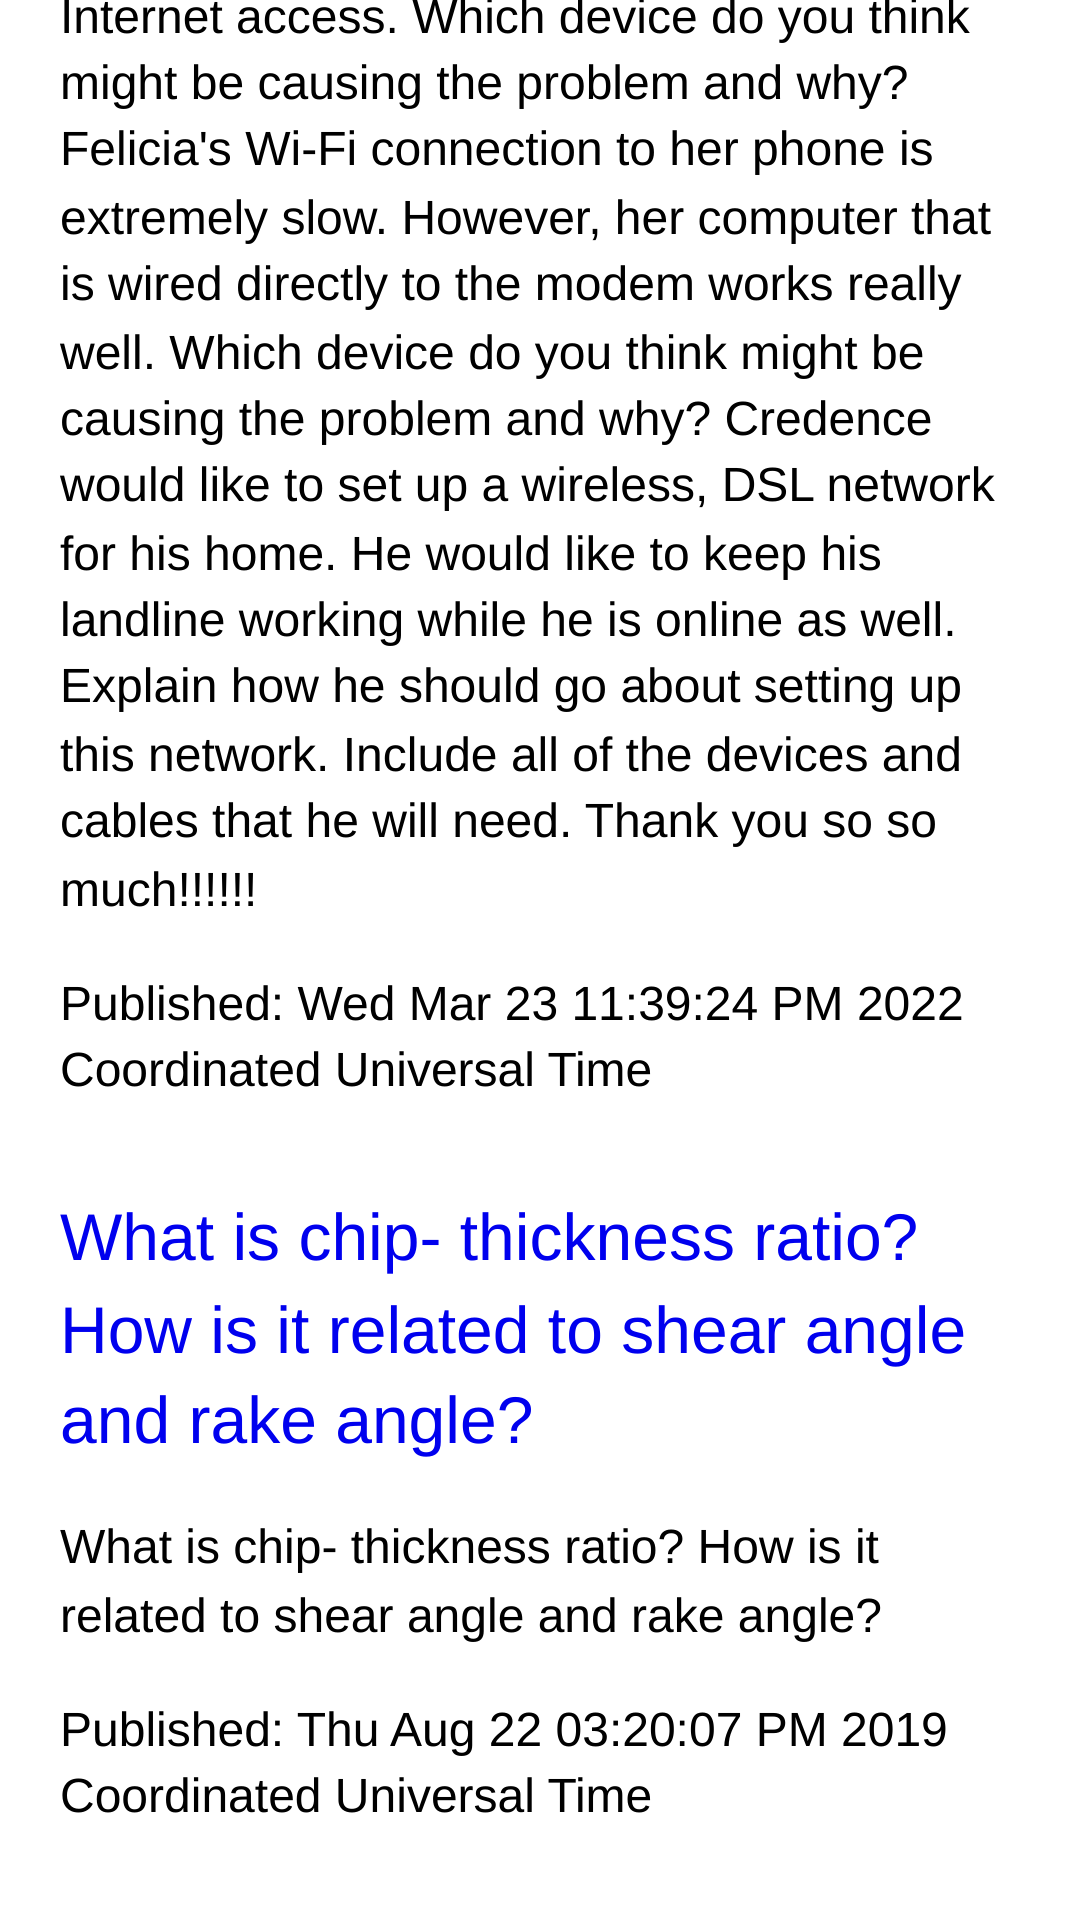 Internet access. Which device do you think
might be causing the problem and why?
Felicia's Wi-Fi connection to her phone is
extremely slow. However, her computer that
is wired directly to the modem works really
well. Which device do you think might be
causing the problem and why? Credence
would like to set up a wireless, DSL network
for his home. He would like to keep his
landline working while he is online as well.
Explain how he should go about setting up
this network. Include all of the devices and
cables that he will need. Thank you so so
much!!!!!!
Published: Wed Mar 23 11:39:24 PM 2022
Coordinated Universal Time
What is chip- thickness ratio?
How is it related to shear angle
and rake angle?
What is chip- thickness ratio? How is it
related to shear angle and rake angle?
Published: Thu Aug 22 03:20:07 PM 2019
Coordinated Universal Time